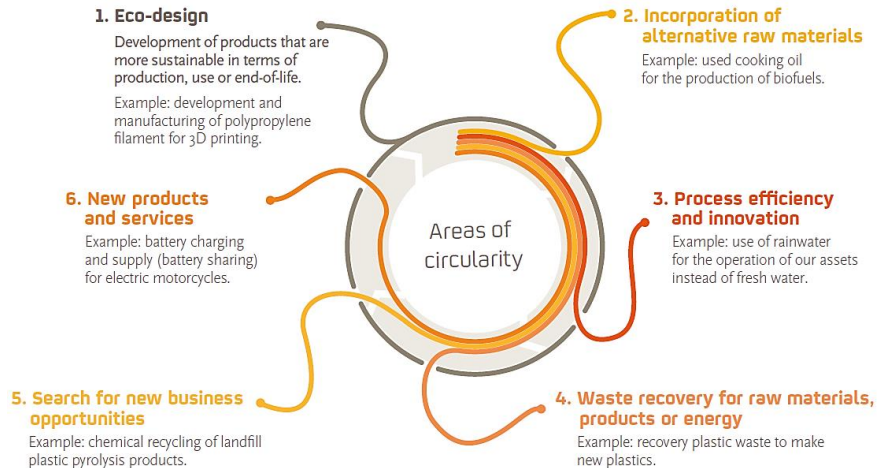 1. Eco-design
Development of products that are
more sustainable in terms of
production, use or end-of-life.
Example: development and
manufacturing of polypropylene
filament for 3D printing.
2. Incorporation of
alternative raw materials
Example: used cooking oil
for the production of biofuels.
6. New products
and services
Example: battery charging
and supply (battery sharing)
for electric motorcycles.
Areas of
circularity
3. Process efficiency
and innovation
Example: use of rainwater
for the operation of our assets
instead of fresh water.
5. Search for new business
opportunities
Example: chemical recycling of landfill
plastic pyrolysis products.
4. Waste recovery for raw materials,
products or energy
Example: recovery plastic waste to make
new plastics.